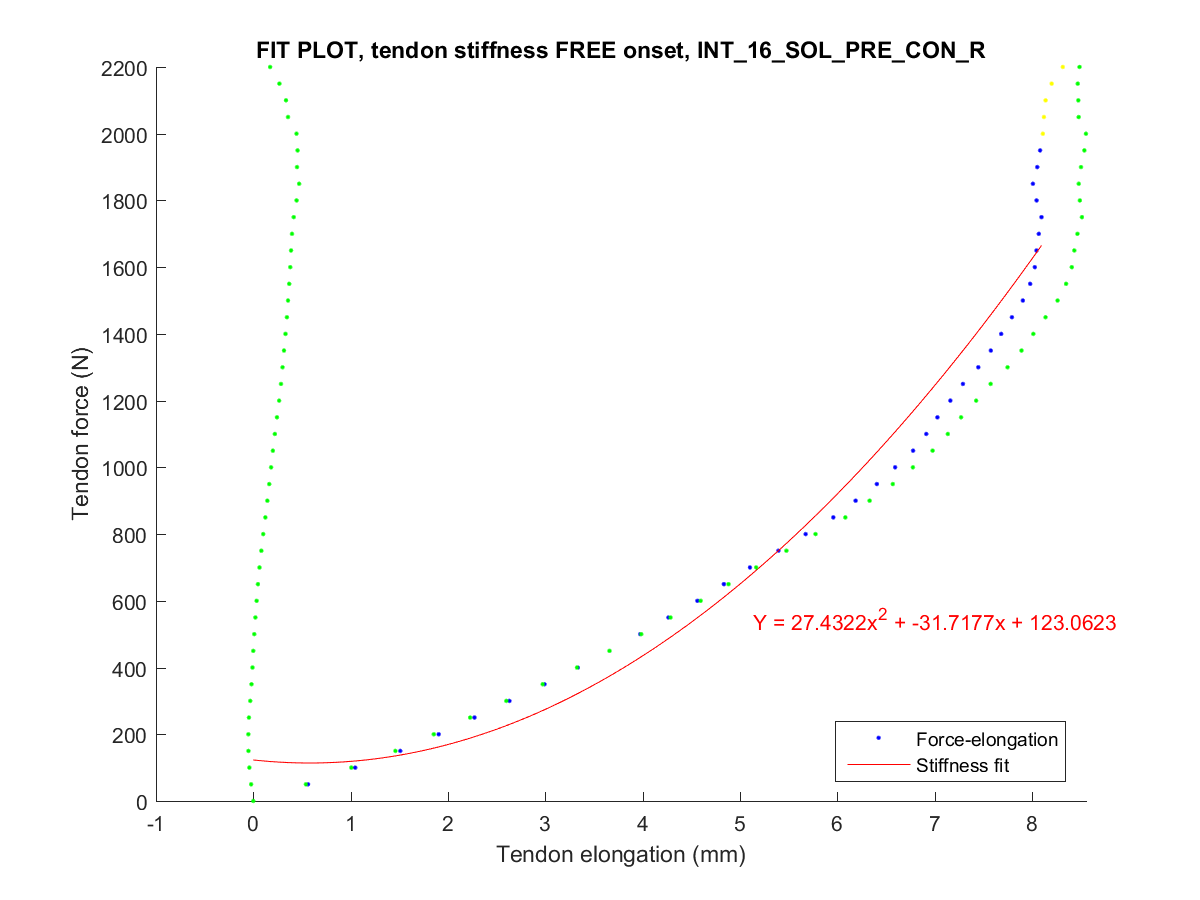 FIT PLOT, tendon stiffness FREE onset, INT_16_SOL_PRE_CON_R
2200
2000
1800
1600
1400
1200
1000
800
600
400
200
0
Tendon force (N)
Y = 27.4322x² + -31.7177x + 123.0623
Force-elongation
Stiffness fit
-1 0 1 2 3 4 5 6 7 8
Tendon elongation (mm)